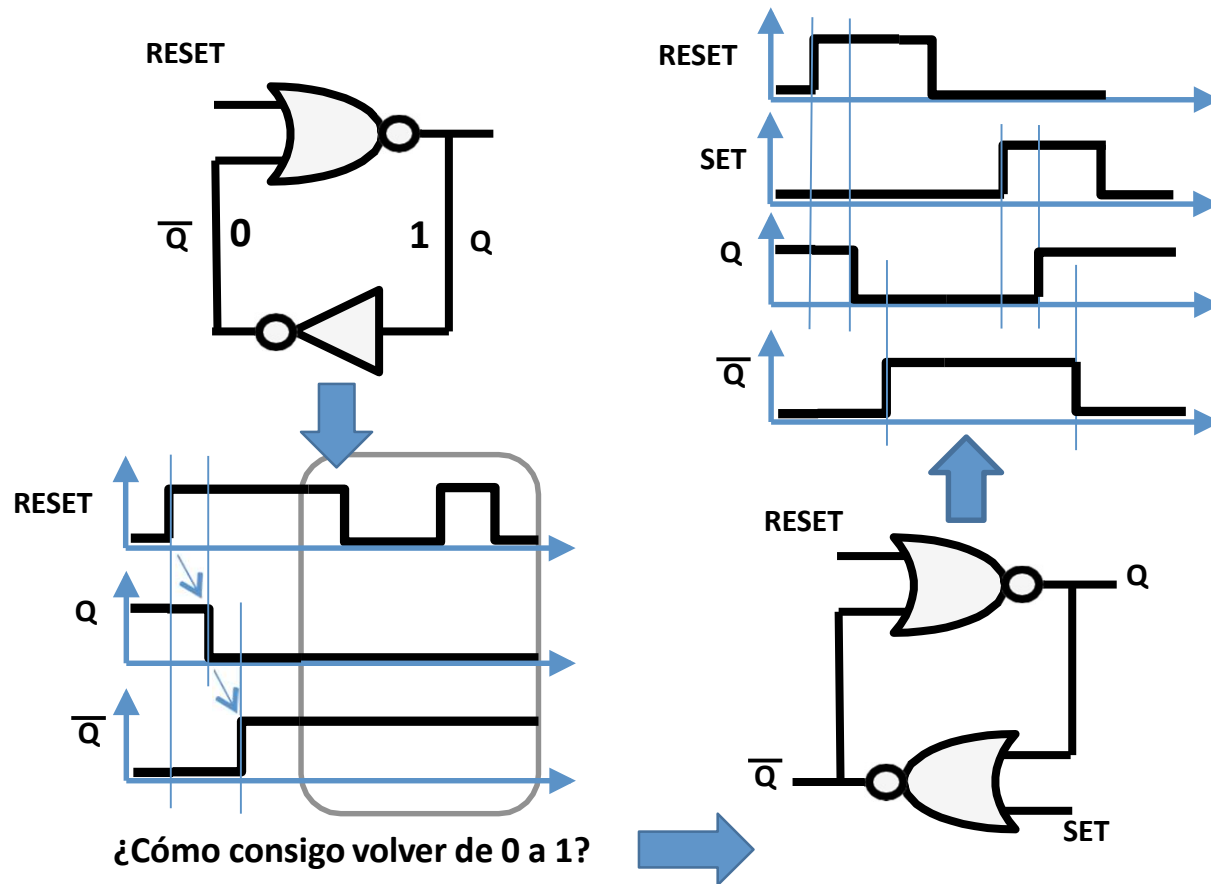 RESET
Q̅
0
1
Q
RESET
Q
Q̅
¿Cómo consigo volver de 0 a 1?
RESET
SET
Q
Q̅
RESET
Q
Q̅
SET